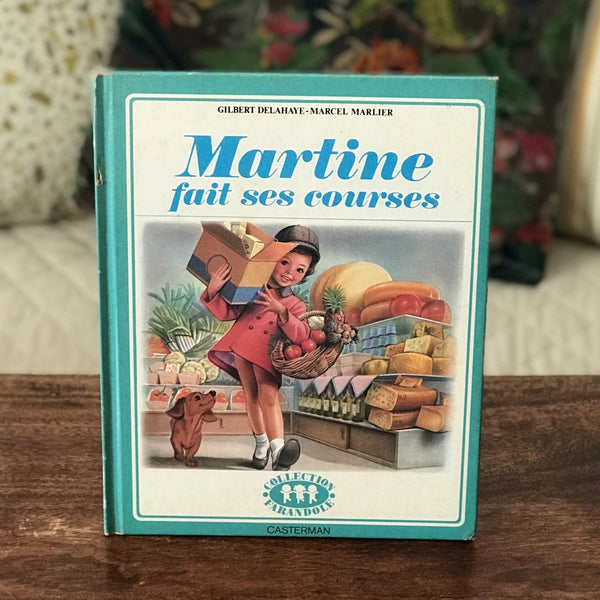 GILBERT DELAHAYE-MARCEL MARLIER
Martine
fait ses courses
COLLECTION
FARANDOLE
CASTERMAN